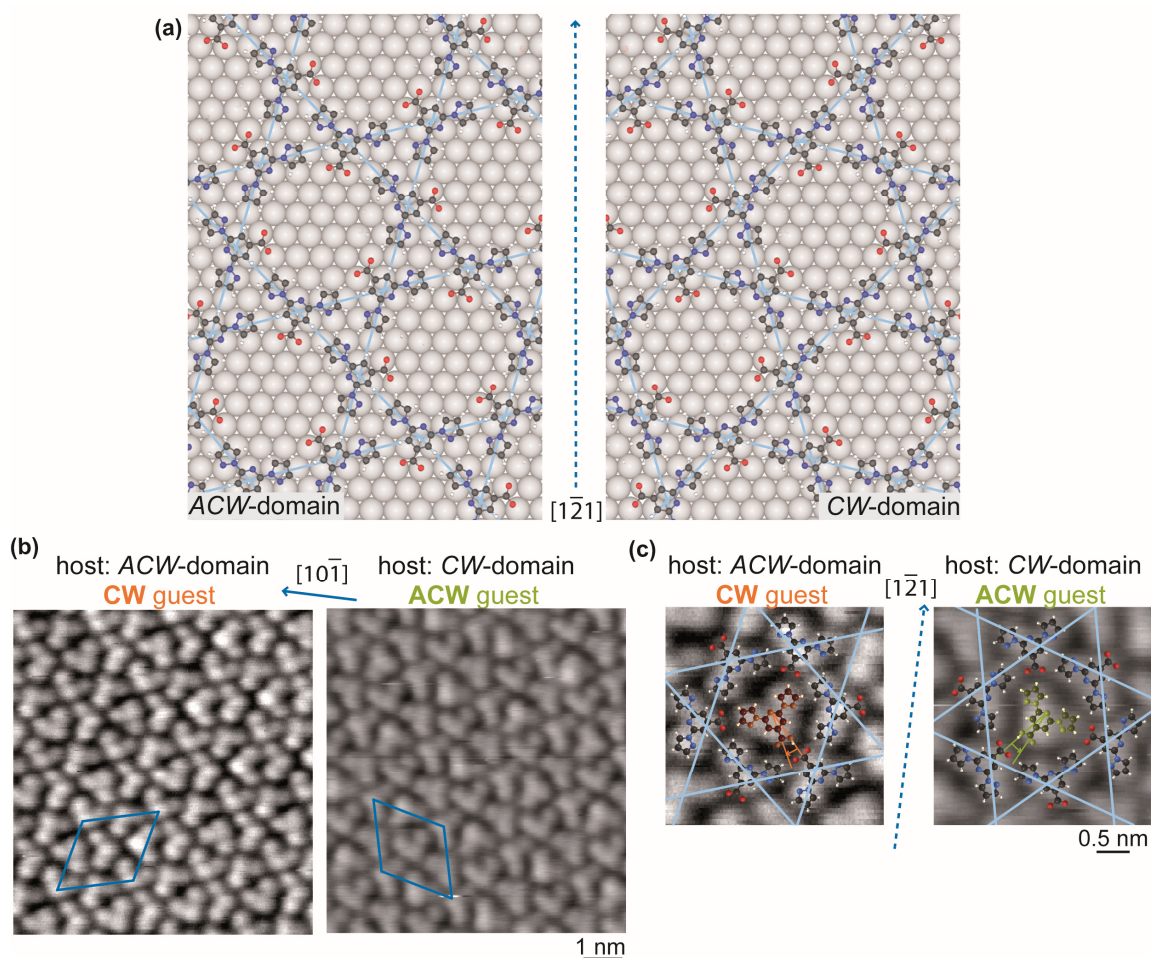 (a)
ACW-domain
[12̄1]
CW-domain
(b)
host: ACW-domain
CW guest
[101̄]
host: CW-domain
ACW guest
1 nm
(c)
host: ACW-domain
CW guest
[12̄1]
host: CW-domain
ACW guest
0.5 nm